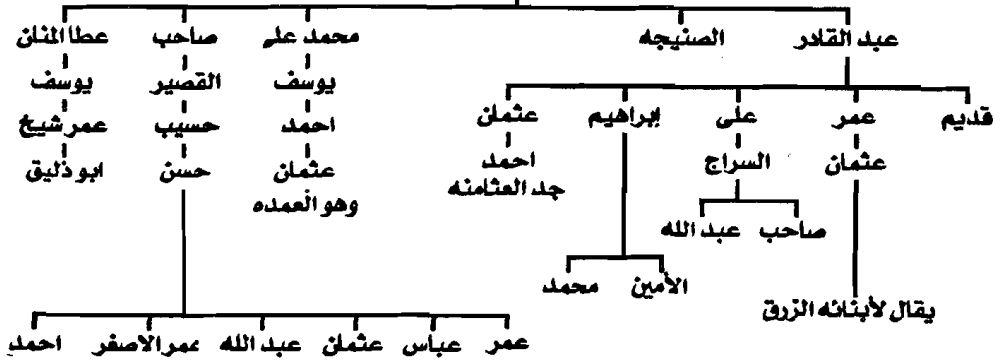 عبد القادر الصنيجه محمد على صاحب عطا المنان
يوسف القصير يوسف
قديم عمر على إبراهيم عثمان
احمد حسيب عمر شيخ
عثمان السراج احمد
عثمان حسن ابو ذليق
جد العثامنه
وهو العمده
صاحب عبد الله
الأمين محمد
يقال لأبنائه الزرق
عمر عباس عثمان عبد الله عمر الاصفر احمد